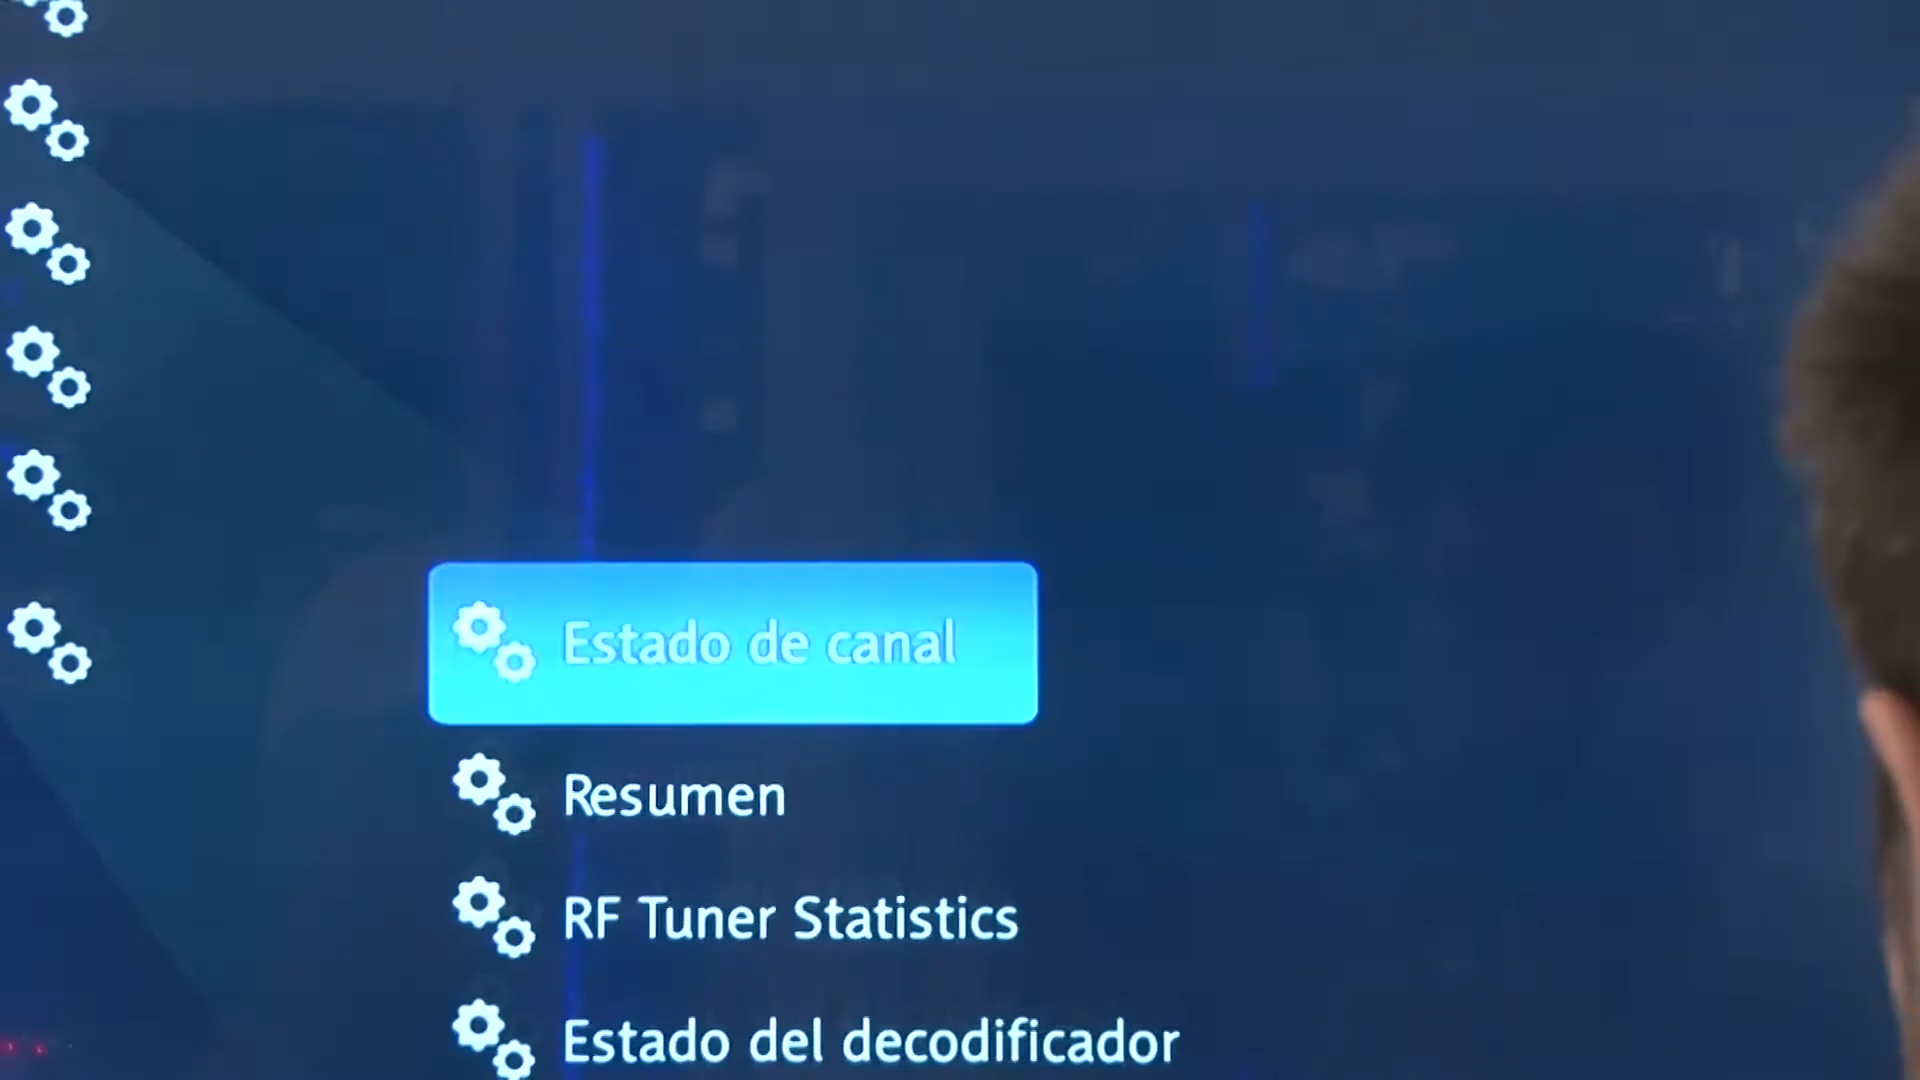 Estado de canal
Resumen
RF Tuner Statistics
Estado del decodificador